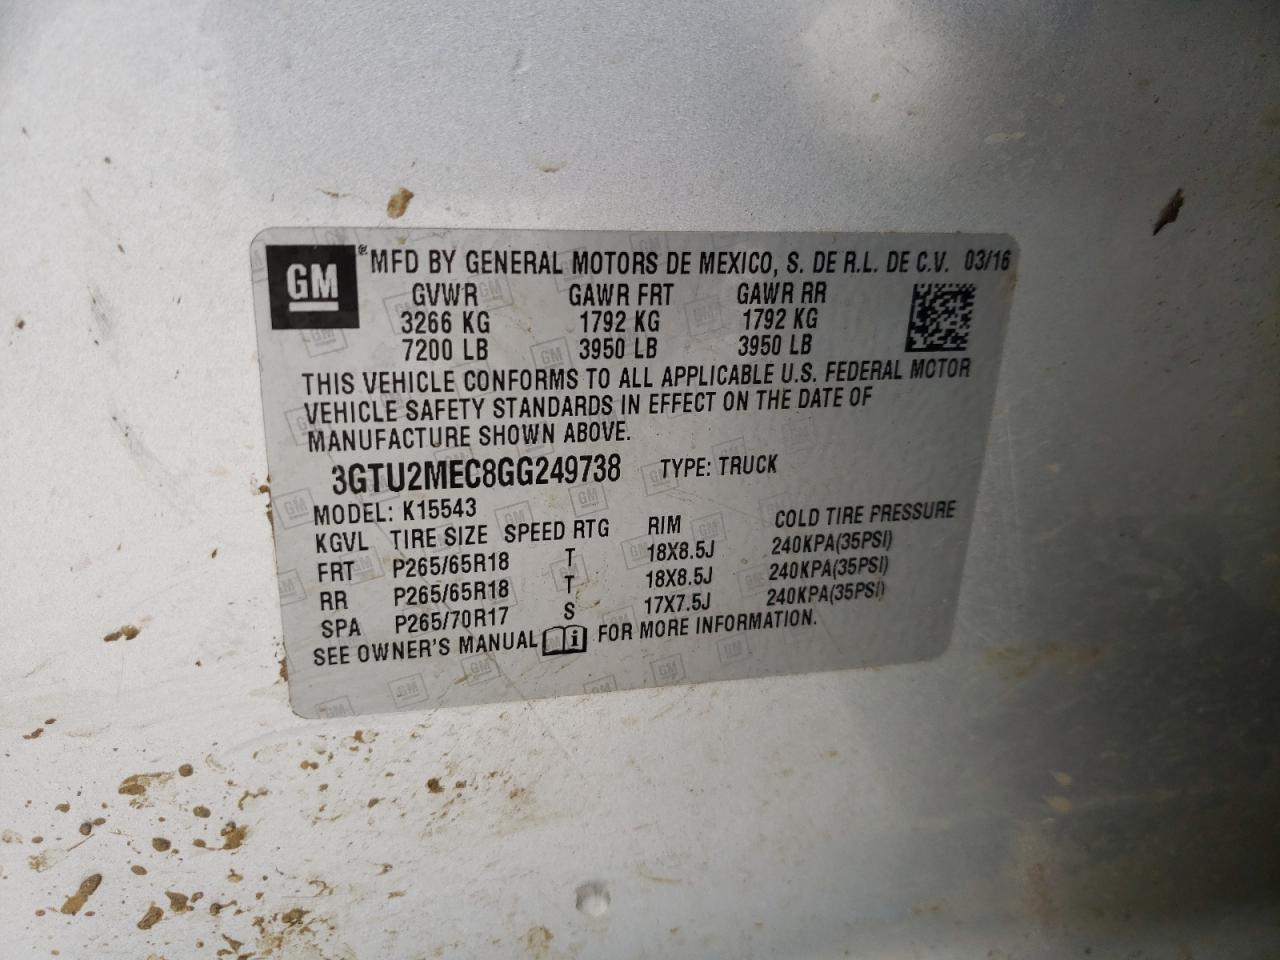 GM ® MFD BY GENERAL MOTORS DE MEXICO, S. DE R.L. DE C.V. 03/16
GVWR GAWR FRT GAWR RR
3266 KG 1792 KG 1792 KG
7200 LB 3950 LB 3950 LB
THIS VEHICLE CONFORMS TO ALL APPLICABLE U.S. FEDERAL MOTOR
VEHICLE SAFETY STANDARDS IN EFFECT ON THE DATE OF
MANUFACTURE SHOWN ABOVE.
3GTU2MEC8GG249738 TYPE: TRUCK
MODEL: K15543
KGVL TIRE SIZE SPEED RTG RIM COLD TIRE PRESSURE
FRT P265/65R18 T 18X8.5J 240KPA(35PSI)
RR P265/65R18 T 18X8.5J 240KPA(35PSI)
SPA P265/70R17 S 17X7.5J 240KPA(35PSI)
SEE OWNER'S MANUAL i FOR MORE INFORMATION.